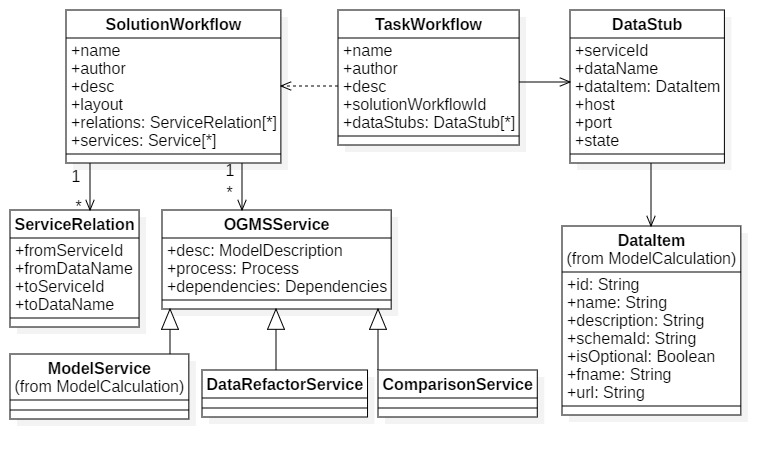 SolutionWorkflow
+name
+author
+desc
+layout
+relations: ServiceRelation[*]
+services: Service[*]
TaskWorkflow
+name
+author
+desc
+solutionWorkflowId
+dataStubs: DataStub[*]
DataStub
+serviceId
+dataName
+dataItem: DataItem
+host
+port
+state
1
*
1
*
ServiceRelation
+fromServiceId
+fromDataName
+toServiceId
+toDataName
OGMSService
+desc: ModelDescription
+process: Process
+dependencies: Dependencies
DataItem
(from ModelCalculation)
+id: String
+name: String
+description: String
+schemaId: String
+isOptional: Boolean
+fname: String
+url: String
ModelService
(from ModelCalculation)
DataRefactorService
ComparisonService